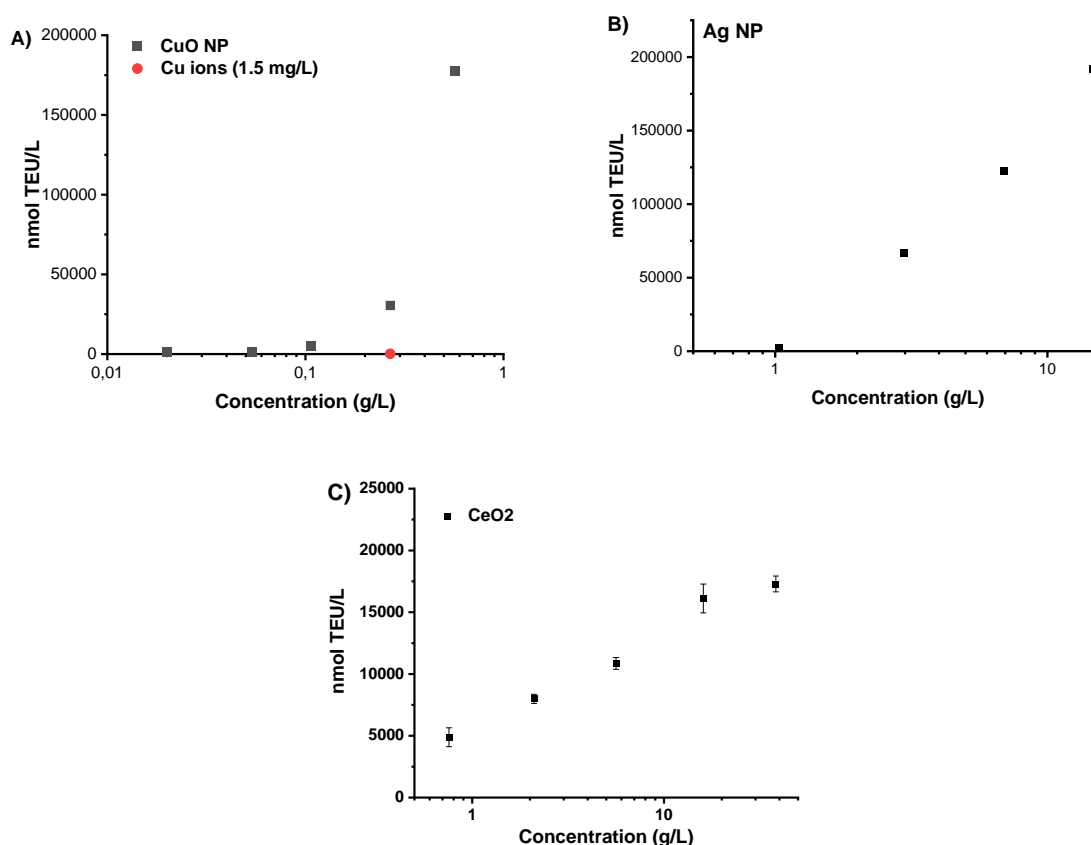 A)
CuO NP
Cu ions (1.5 mg/L)
200000
150000
100000
50000
0
nmol TEU/L
0,01
0,1
1
Concentration (g/L)
B)
Ag NP
200000
150000
100000
50000
0
nmol TEU/L
1
10
Concentration (g/L)
C)
CeO2
25000
20000
15000
10000
5000
0
nmol TEU/L
1
10
Concentration (g/L)